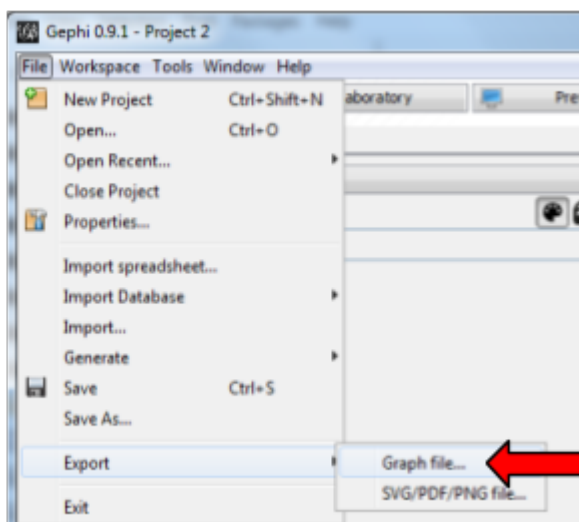 Gephi 0.9.1 - Project 2
File Workspace Tools Window Help
New Project Ctrl+Shift+N
aboratory
Pre
Open... Ctrl+O
Open Recent...
Close Project
Properties...
Import spreadsheet...
Import Database
Import...
Generate
Save Ctrl+S
Save As...
Export
Graph file...
SVG/PDF/PNG file...
Exit